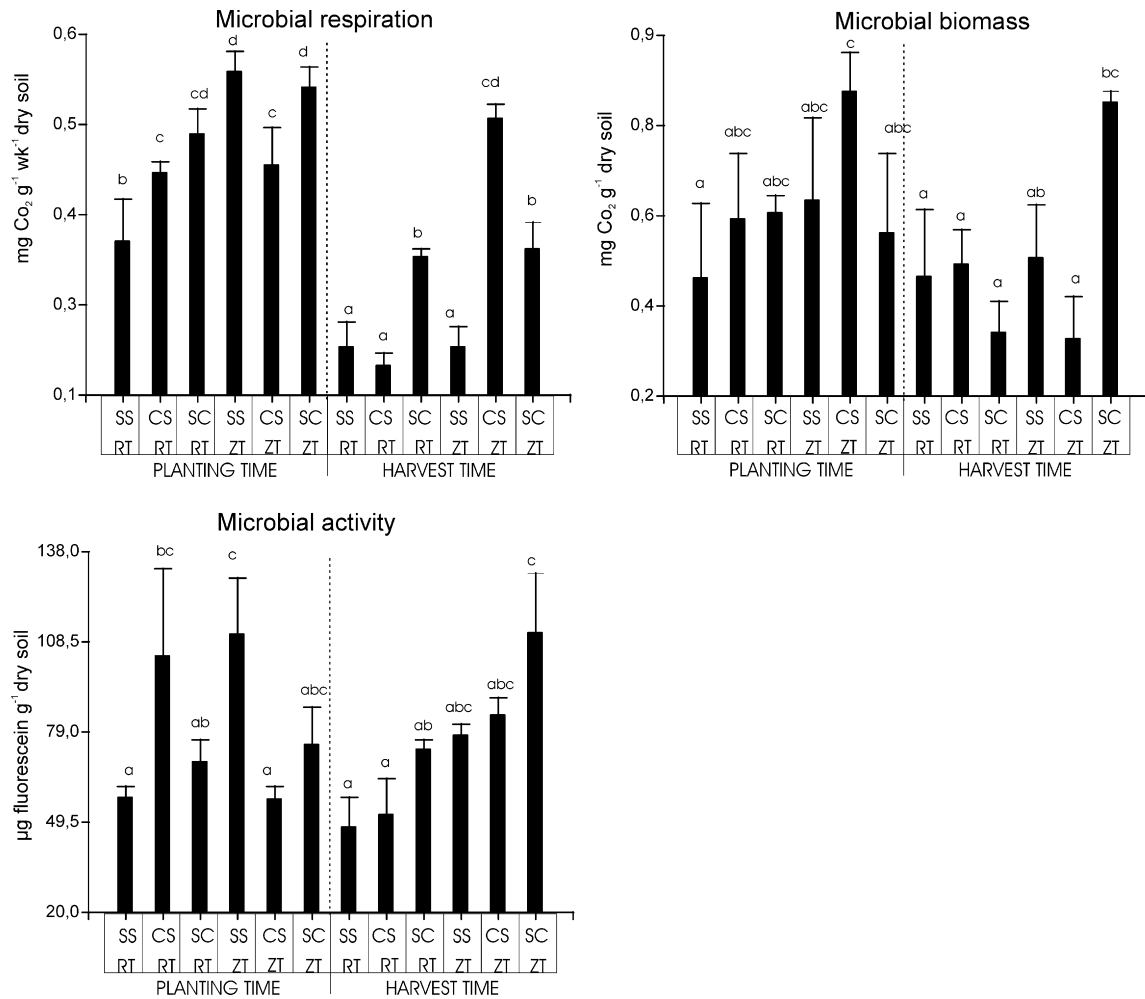 Microbial respiration
mg Co₂ g⁻¹ wk⁻¹ dry soil
0,6
0,5
0,4
0,3
0,1
b c cd d c d a a b a cd b
SS CS SC SS CS SC SS CS SC SS CS SC
RT RT RT ZT ZT ZT RT RT RT ZT ZT ZT
PLANTING TIME HARVEST TIME
Microbial biomass
mg Co₂ g⁻¹ dry soil
0,9
0,8
0,6
0,4
0,2
a abc abc abc c abc a a a ab a bc
SS CS SC SS CS SC SS CS SC SS CS SC
RT RT RT ZT ZT ZT RT RT RT ZT ZT ZT
PLANTING TIME HARVEST TIME
Microbial activity
µg fluorescein g⁻¹ dry soil
138,0
108,5
79,0
49,5
20,0
a bc ab c a abc a a ab abc abc c
SS CS SC SS CS SC SS CS SC SS CS SC
RT RT RT ZT ZT ZT RT RT RT ZT ZT ZT
PLANTING TIME HARVEST TIME